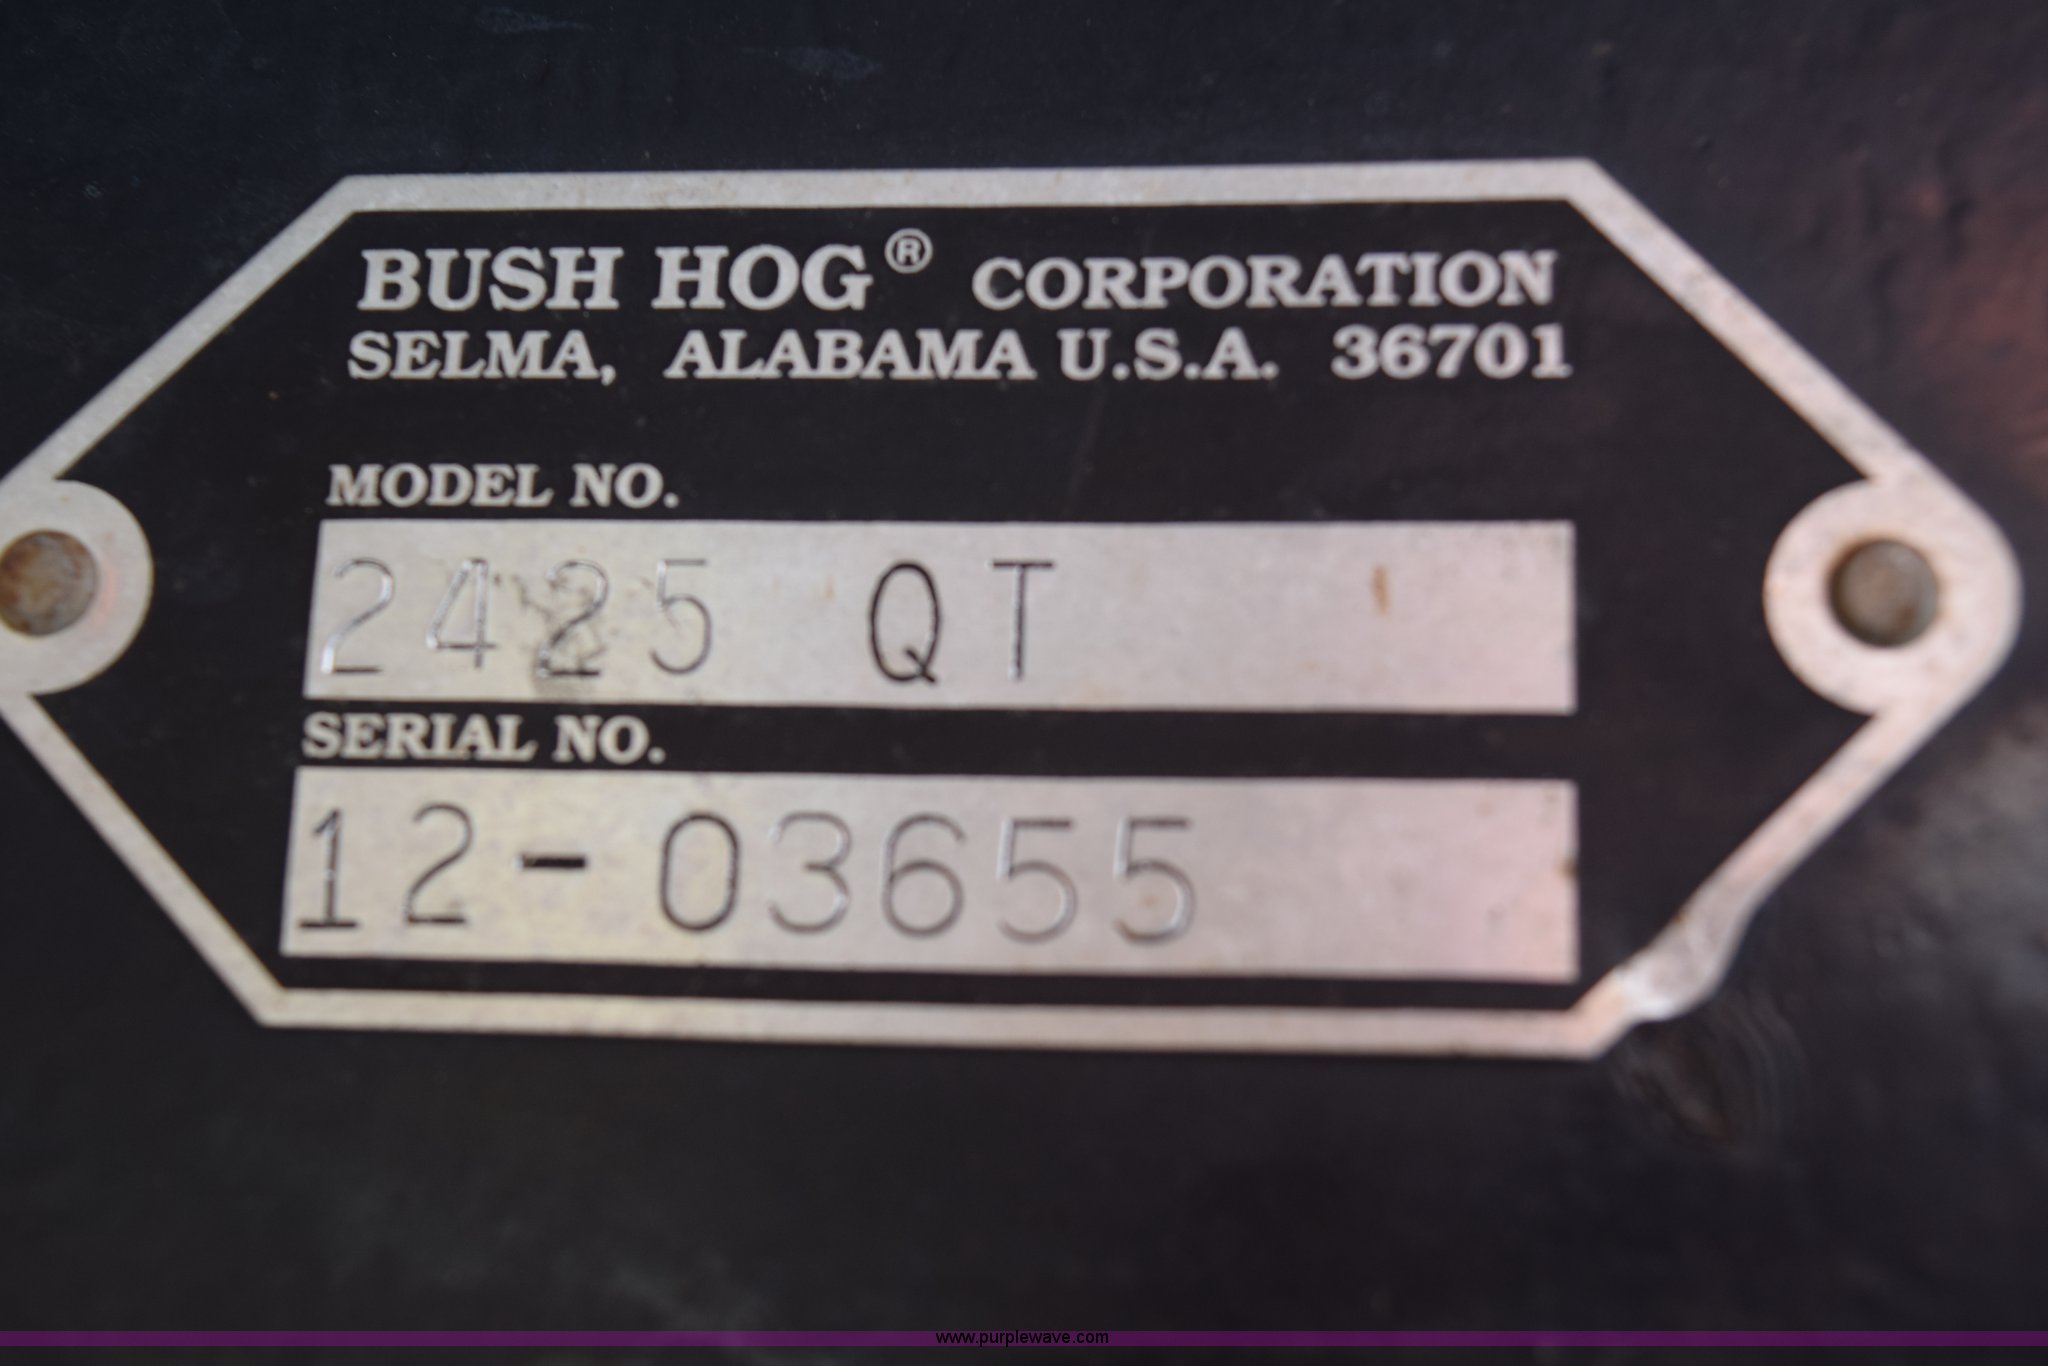 BUSH HOG® CORPORATION
SELMA, ALABAMA U.S.A. 36701
MODEL NO.
2425 QT
SERIAL NO.
12-03655
www.purplewave.com